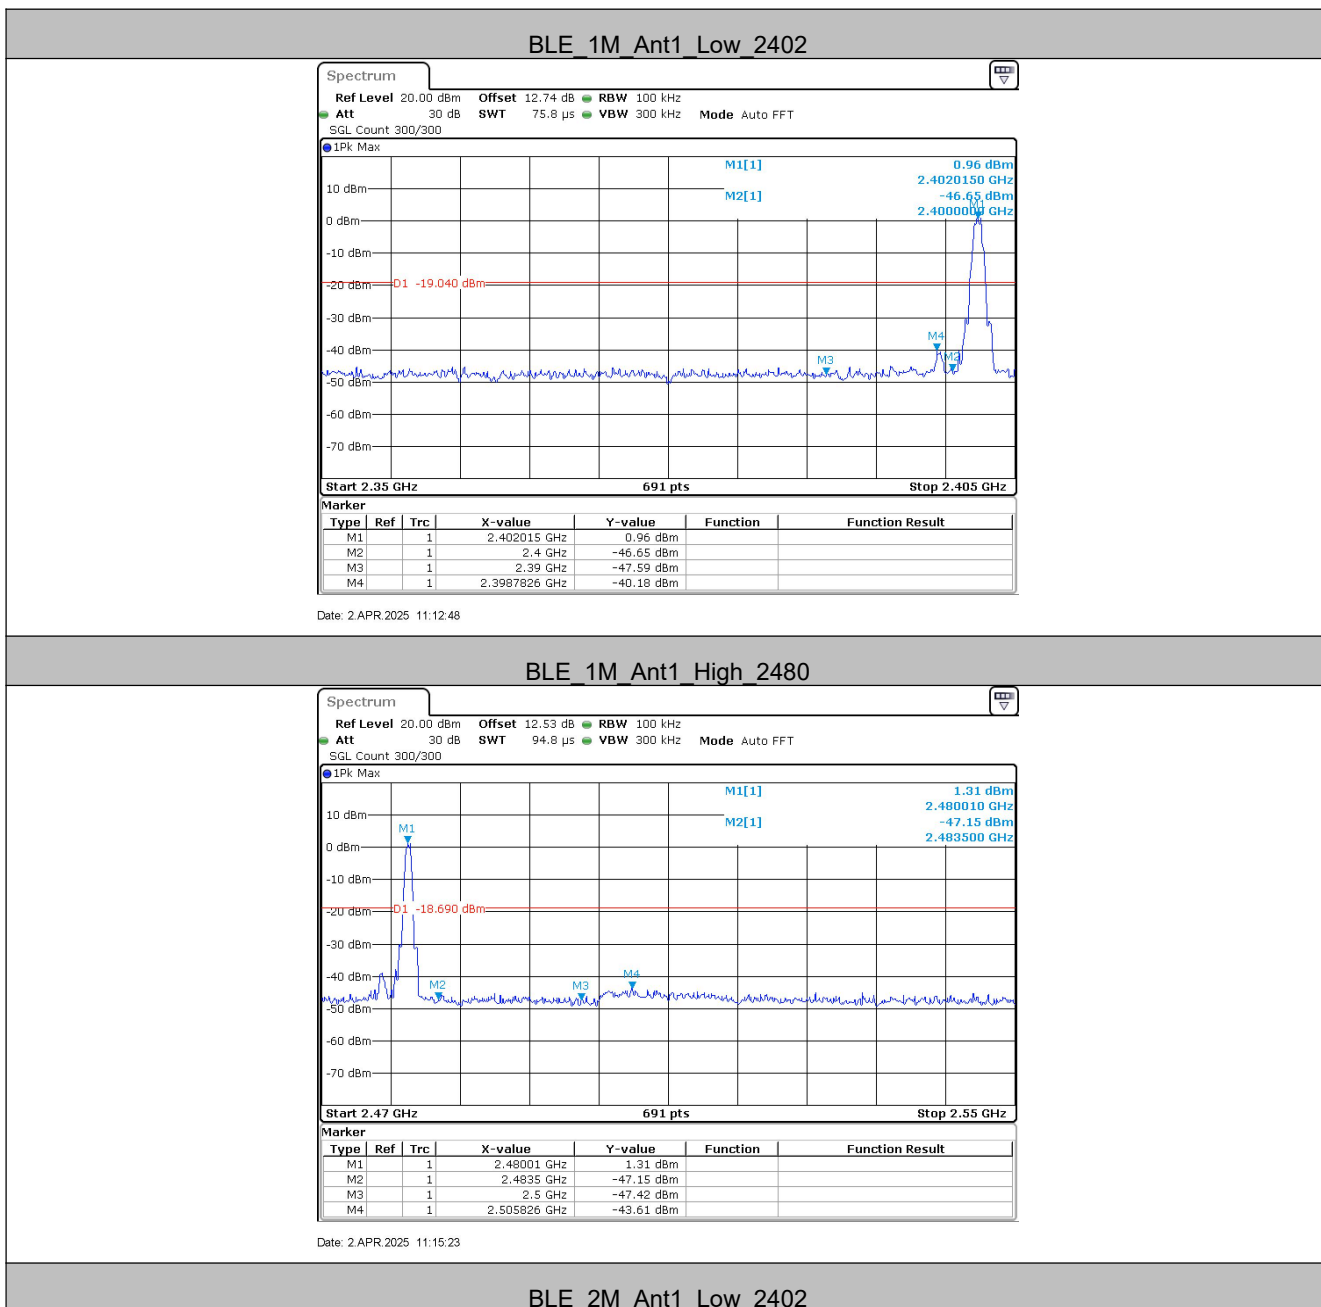 BLE_1M_Ant1_Low_2402
Spectrum
Ref Level 20.00 dBm Offset 12.74 dB RBW 100 kHz
Att 30 dB SWT 75.8 µs VBW 300 kHz Mode Auto FFT
SGL Count 300/300
1Pk Max
M1[1] 0.96 dBm
2.4020150 GHz
M2[1] -46.65 dBm
2.4000000 GHz
M1
10 dBm
0 dBm
-10 dBm
-20 dBm
D1 -19.040 dBm
-30 dBm
M4
-40 dBm
M3
M2
-50 dBm
-60 dBm
-70 dBm
Start 2.35 GHz 691 pts Stop 2.405 GHz
Marker
Type Ref Trc X-value Y-value Function Function Result
M1 1 2.402015 GHz 0.96 dBm
M2 1 2.4 GHz -46.65 dBm
M3 1 2.39 GHz -47.59 dBm
M4 1 2.3987826 GHz -40.18 dBm
Date: 2.APR.2025 11:12:48
BLE_1M_Ant1_High_2480
Spectrum
Ref Level 20.00 dBm Offset 12.53 dB RBW 100 kHz
Att 30 dB SWT 94.8 µs VBW 300 kHz Mode Auto FFT
SGL Count 300/300
1Pk Max
M1[1] 1.31 dBm
2.480010 GHz
M2[1] -47.15 dBm
2.483500 GHz
10 dBm
M1
0 dBm
-10 dBm
-20 dBm
D1 -18.690 dBm
-30 dBm
-40 dBm
M2
M3
M4
-50 dBm
-60 dBm
-70 dBm
Start 2.47 GHz 691 pts Stop 2.55 GHz
Marker
Type Ref Trc X-value Y-value Function Function Result
M1 1 2.48001 GHz 1.31 dBm
M2 1 2.4835 GHz -47.15 dBm
M3 1 2.5 GHz -47.42 dBm
M4 1 2.505826 GHz -43.61 dBm
Date: 2.APR.2025 11:15:23
BLE_2M_Ant1_Low_2402